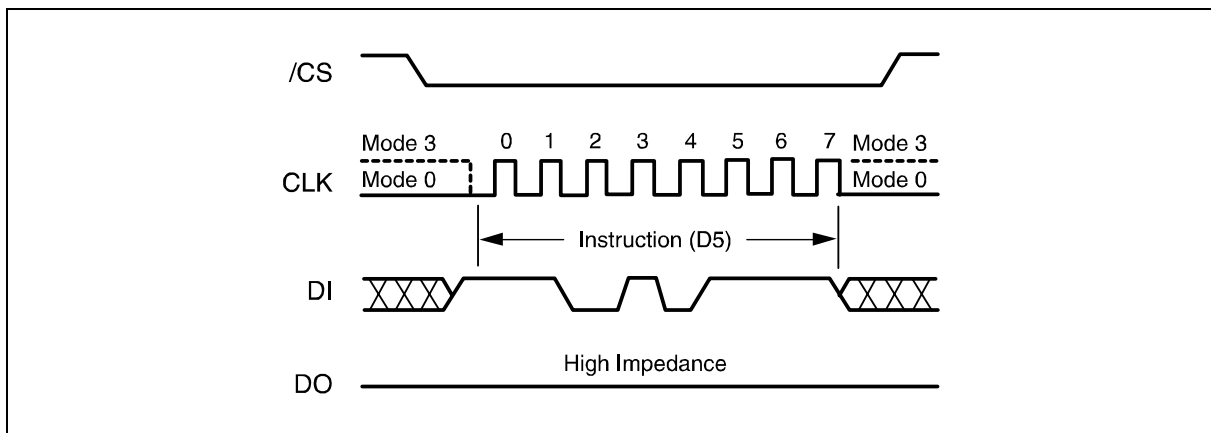 /CS
Mode 3 0 1 2 3 4 5 6 7 Mode 3
CLK Mode 0 Mode 0
Instruction (D5)
DI
High Impedance
DO